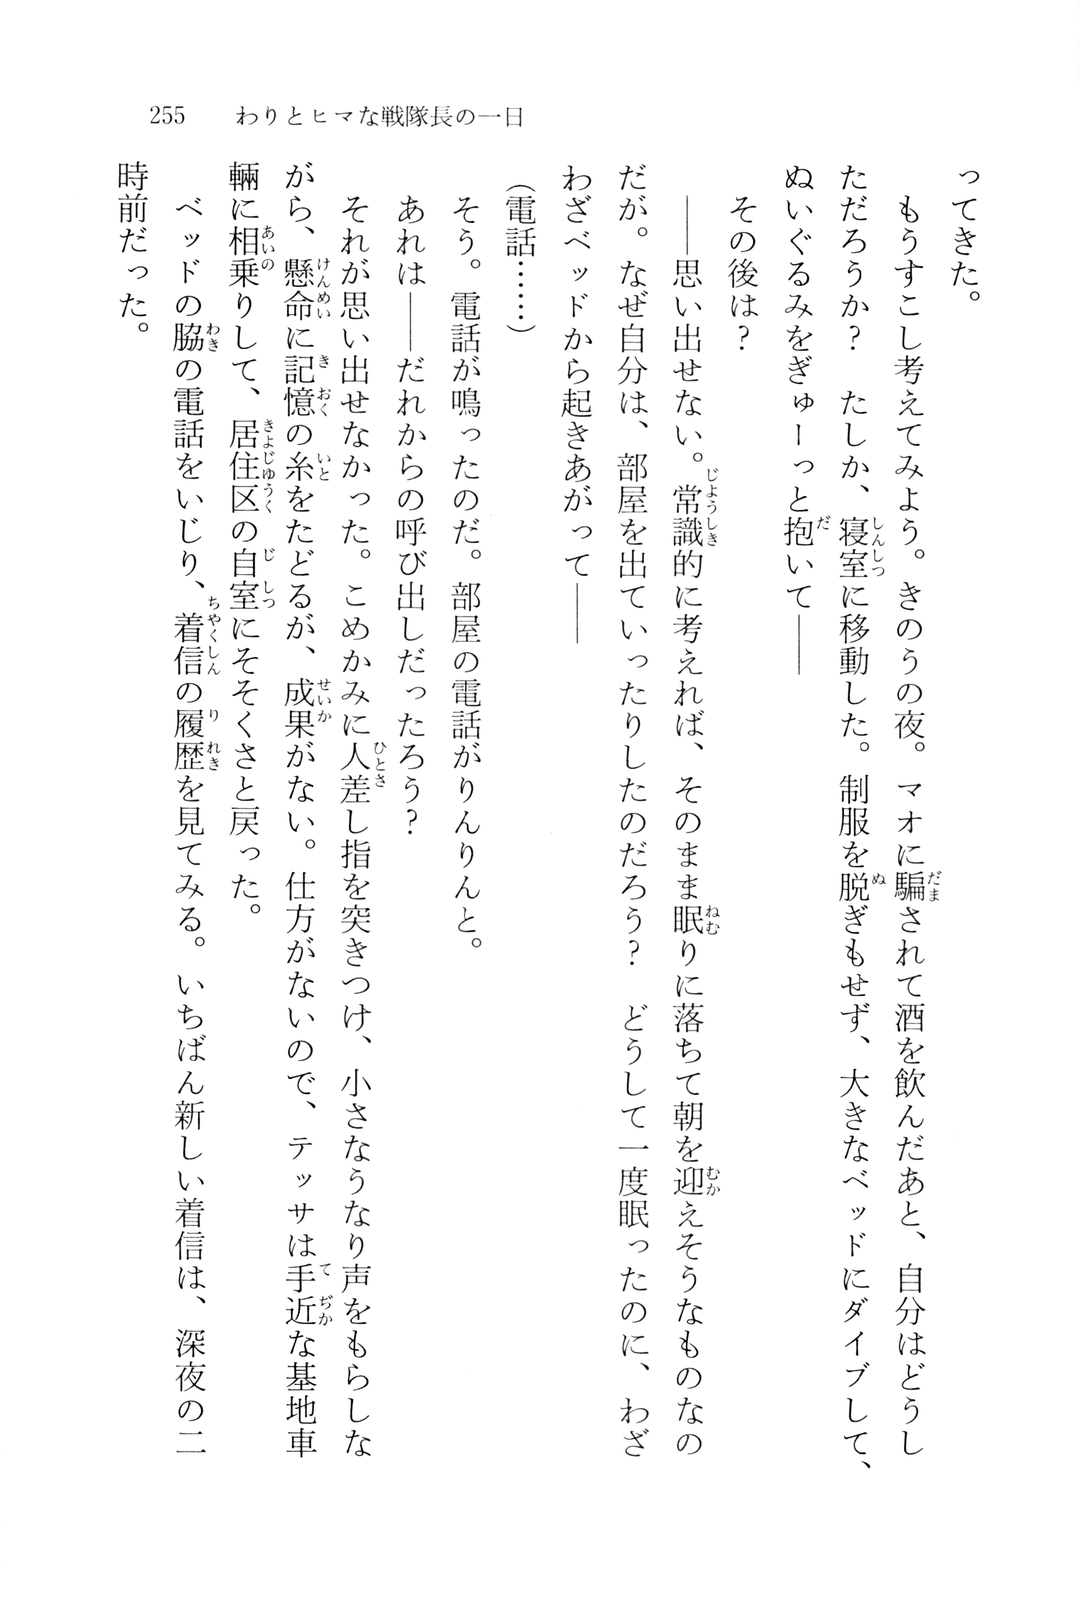 255 わりとヒマな戦隊長の一日
ってきた。
もうすこし考えてみよう。きのうの夜。マオに騙されて酒を飲んだあと、自分はどうし
ただろうか？　たしか、寝室に移動した。制服を脱ぎもせず、大きなベッドにダイブして、
ぬいぐるみをぎゅーっと抱いて――
その後は？
――思い出せない。常識的に考えれば、そのまま眠りに落ちて朝を迎えそうなものなの
だが。なぜ自分は、部屋を出ていったりしたのだろう？　どうして一度眠ったのに、わざ
わざベッドから起きあがって――
（電話……）
そう。電話が鳴ったのだ。部屋の電話がりんりんと。
あれは――だれからの呼び出しだったろう？
それが思い出せなかった。こめかみに人差し指を突きつけ、小さなうなり声をもらしな
がら、懸命に記憶の糸をたどるが、成果がない。仕方がないので、テッサは手近な基地車
輛に相乗りして、居住区の自室にそそくさと戻った。
ベッドの脇の電話をいじり、着信の履歴を見てみる。いちばん新しい着信は、深夜の二
時前だった。